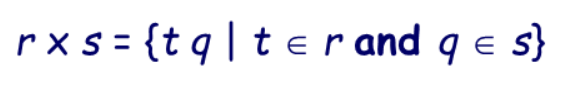 r x s = {t q | t ∈ r and q ∈ s}